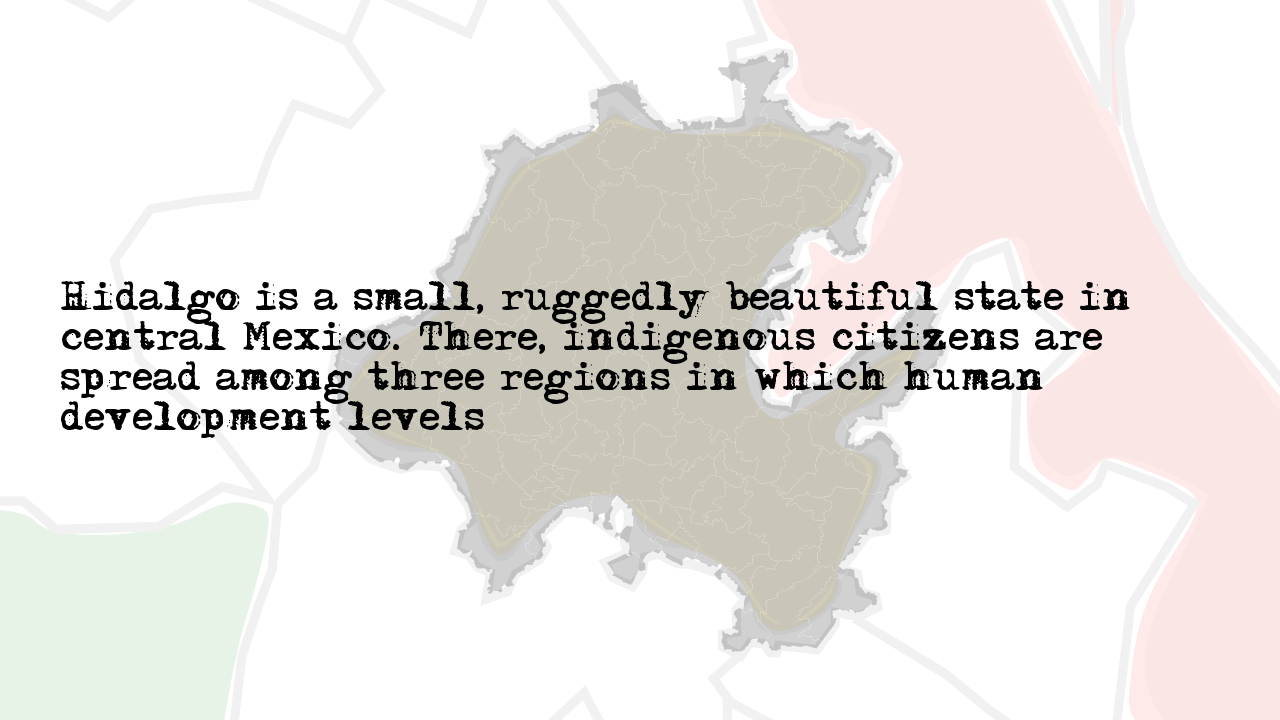 Hidalgo is a small, ruggedly beautiful state in
central Mexico. There, indigenous citizens are
spread among three regions in which human
development levels